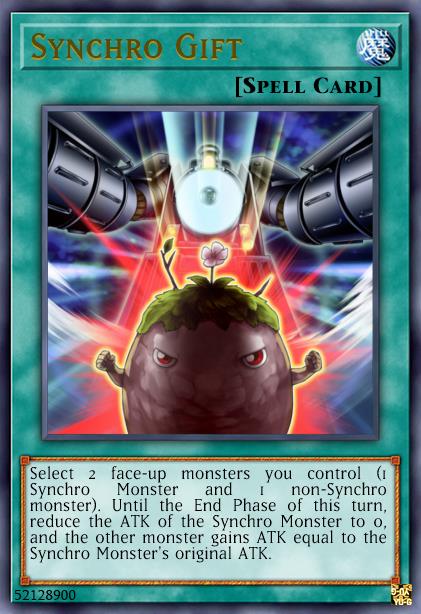 Synchro Gift
魔
[Spell Card]
Select 2 face-up monsters you control (1
Synchro Monster and 1 non-Synchro
monster). Until the End Phase of this turn,
reduce the ATK of the Synchro Monster to 0,
and the other monster gains ATK equal to the
Synchro Monster's original ATK.
52128900